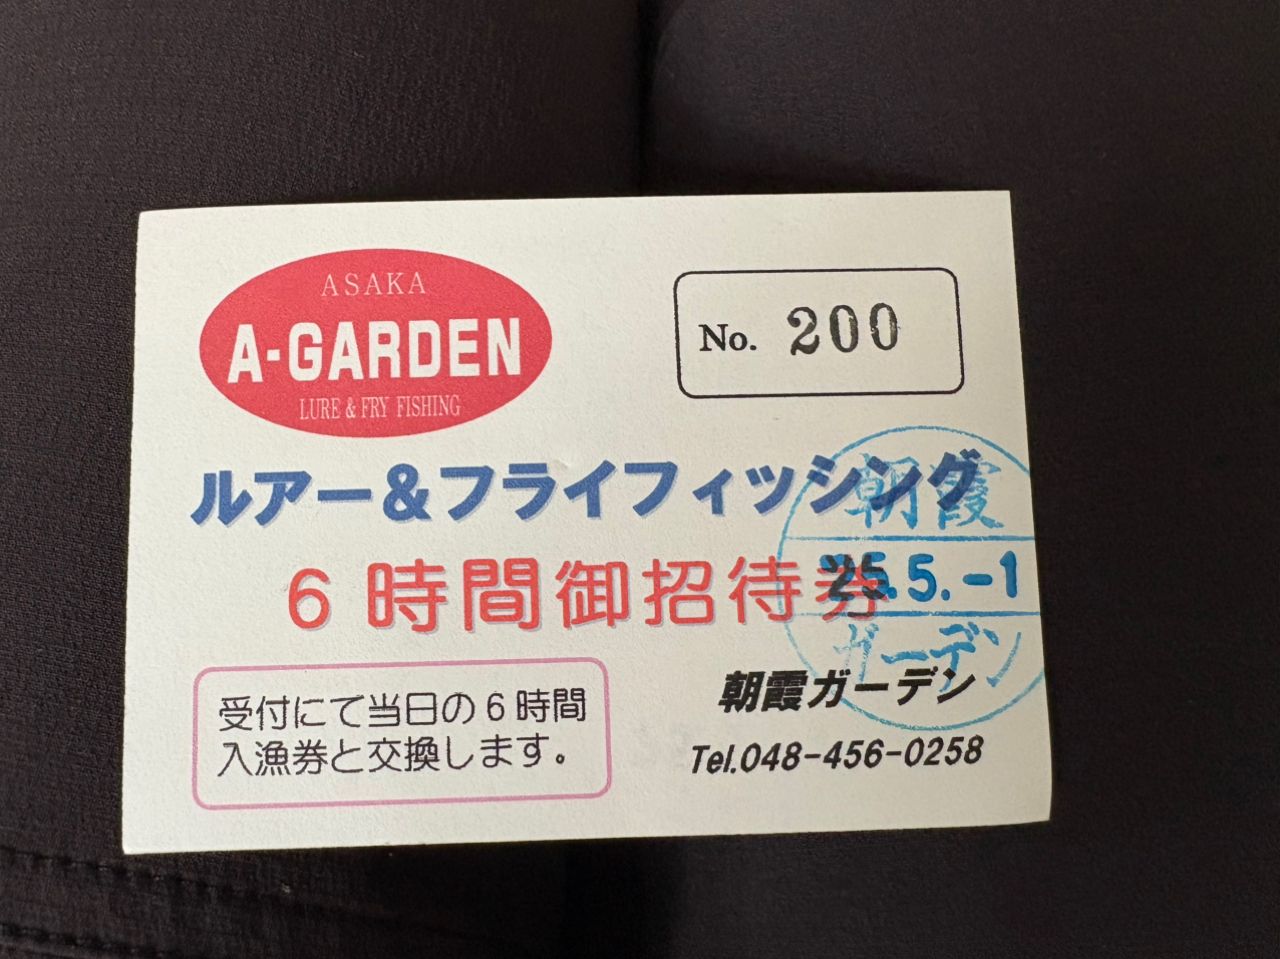 ASAKA
A-GARDEN
LURE & FRY FISHING
No. 200
ルアー&フライフィッシング
6時間御招待券
朝霞
25.5.-1
ガーデン
受付にて当日の6時間
入漁券と交換します。
朝霞ガーデン
Tel.048-456-0258